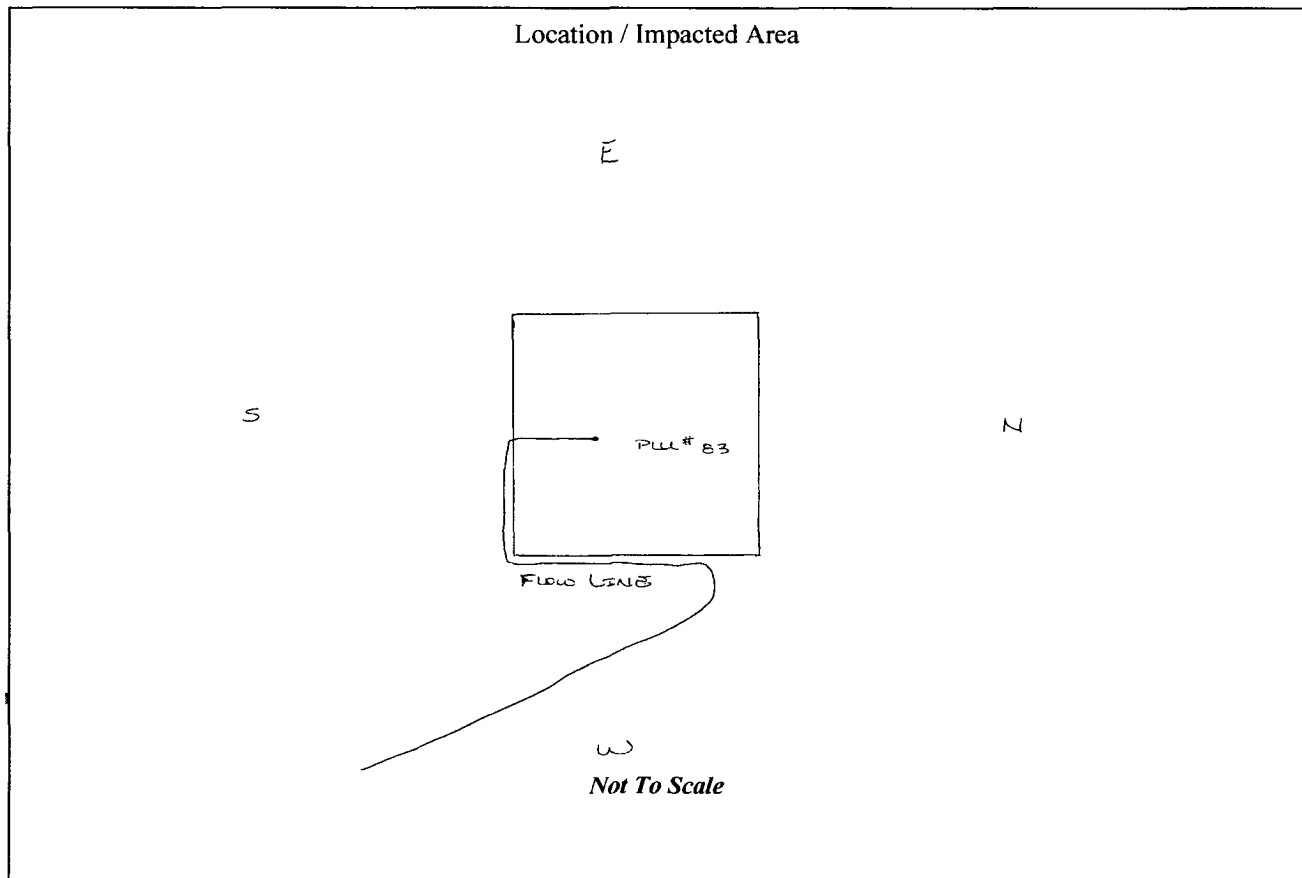 Location / Impacted Area
E
S
N
PLU# 83
FLOW LINE
W
Not To Scale